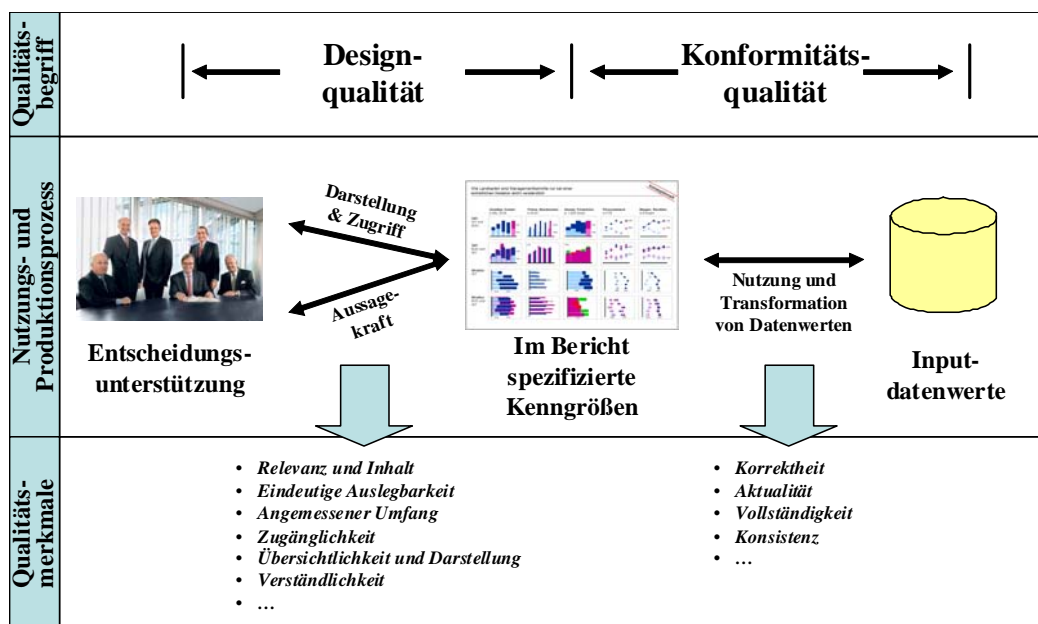 Qualitäts-
begriff
Design-
qualität
Konformitäts-
qualität
Nutzungs- und
Produktionsprozess
Darstellung
& Zugriff
Aussage-
kraft
Entscheidungs-
unterstützung
Im Bericht
spezifizierte
Kenngrößen
Nutzung und
Transformation
von Datenwerten
Input-
datenwerte
Qualitäts-
merkmale
• Relevanz und Inhalt
• Eindeutige Auslegbarkeit
• Angemessener Umfang
• Zugänglichkeit
• Übersichtlichkeit und Darstellung
• Verständlichkeit
• …
• Korrektheit
• Aktualität
• Vollständigkeit
• Konsistenz
• …